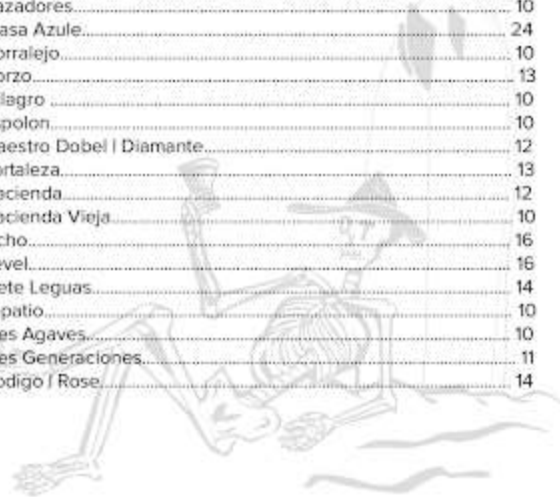 azadores 10
asa Azule 24
orralejo 10
orzo 13
lagro 10
spolon 10
aestro Dobel | Diamante 12
ortaleza 13
acienda 12
acienda Vieja 10
cho 16
evel 16
ete Leguas 14
patio 10
es Agaves 10
es Generaciones 11
odigo | Rose 14